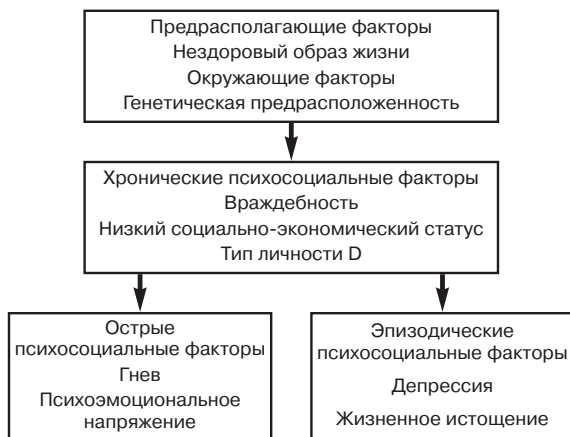 Предрасполагающие факторы
Нездоровый образ жизни
Окружающие факторы
Генетическая предрасположенность
Хронические психосоциальные факторы
Враждебность
Низкий социально-экономический статус
Тип личности D
Острые
психосоциальные факторы
Гнев
Психоэмоциональное
напряжение
Эпизодические
психосоциальные факторы
Депрессия
Жизненное истощение